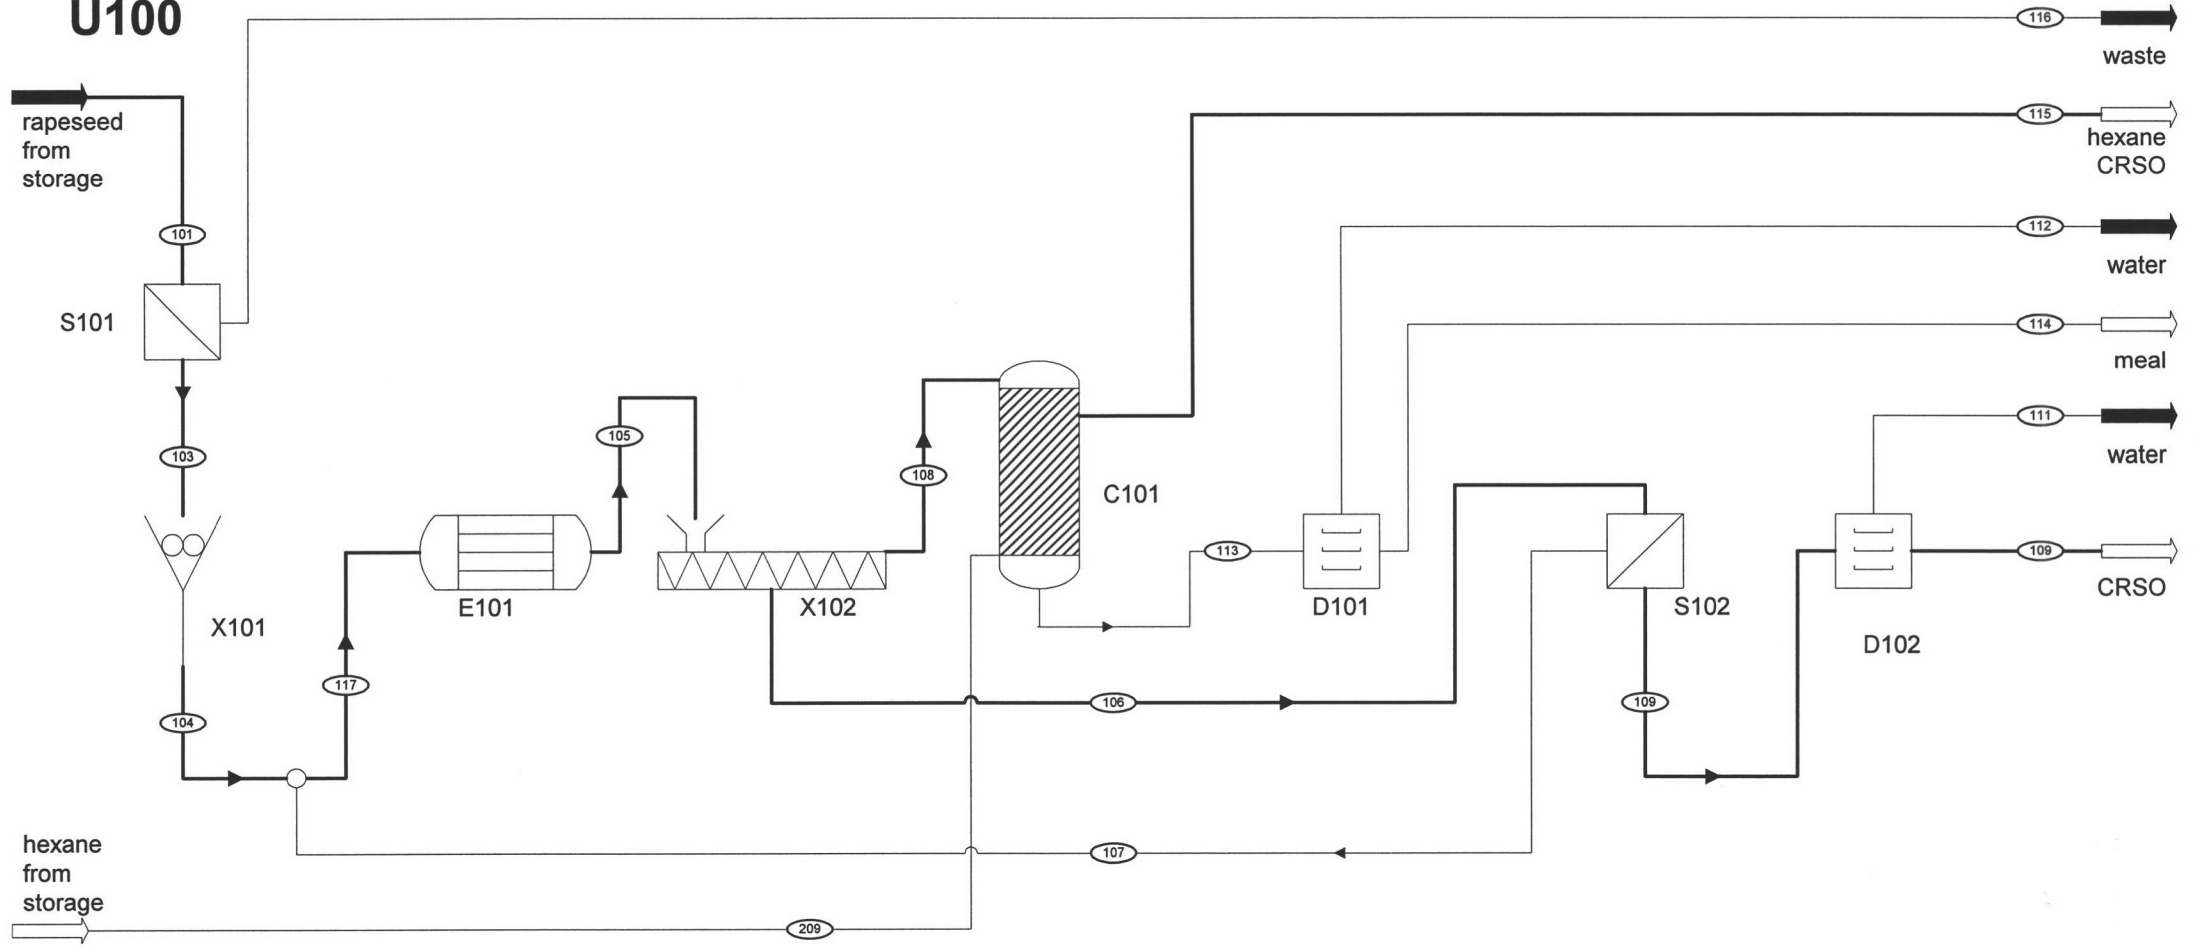 U100
116
waste
rapeseed
from
storage
115
hexane
CRSO
101
112
water
S101
114
meal
105
111
water
103
108
C101
113
109
CRSO
E101
X102
D101
S102
X101
D102
117
106
109
104
hexane
from
storage
107
209